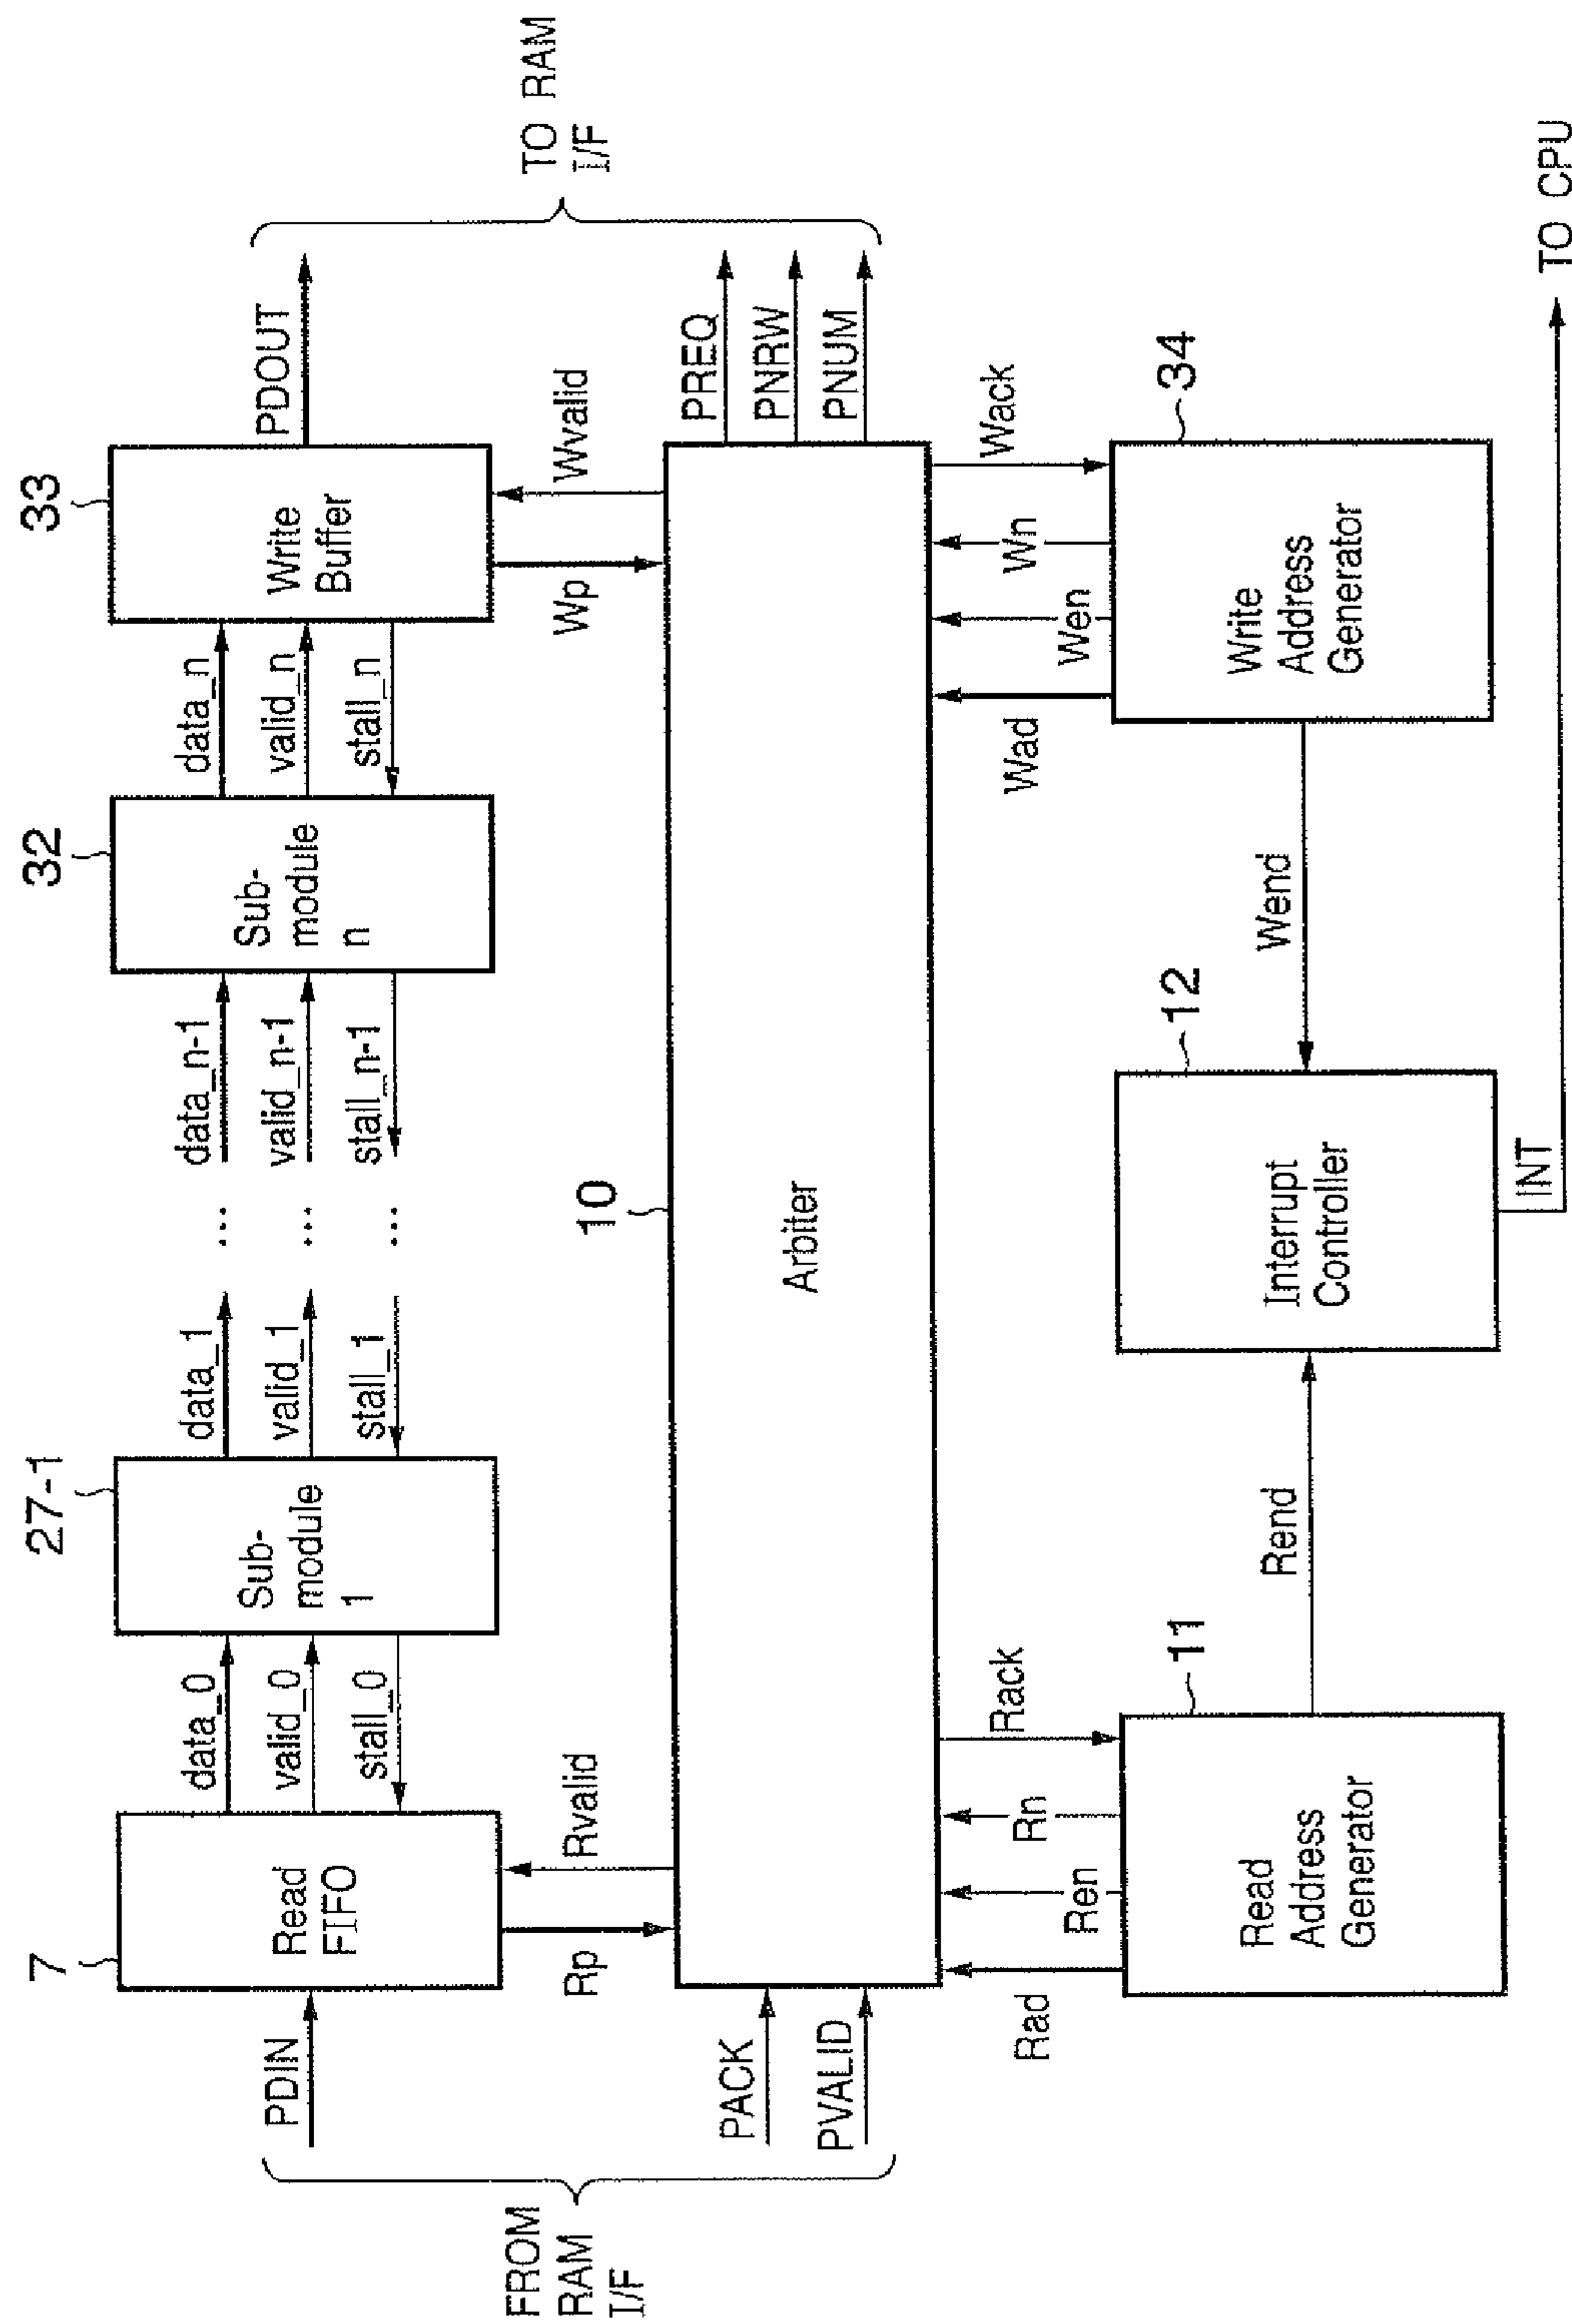 FROM
RAM
I/F
PDIN
PACK
PVALID
7
Read
FIFO
data_0
valid_0
stall_0
27-1
Sub-
module
1
data_1
valid_1
stall_1
...
...
...
data_n-1
valid_n-1
stall_n-1
32
Sub-
module
n
data_n
valid_n
stall_n
33
Write
Buffer
PDOUT
TO RAM
I/F
Rp
Rvalid
10
Arbiter
Wp
Wvalid
PREQ
PNRW
PNUM
Rad
Ren
Rn
Rack
11
Read
Address
Generator
Rend
12
Interrupt
Controller
INT
TO CPU
Wend
Wad
Wen
Wn
Wack
34
Write
Address
Generator